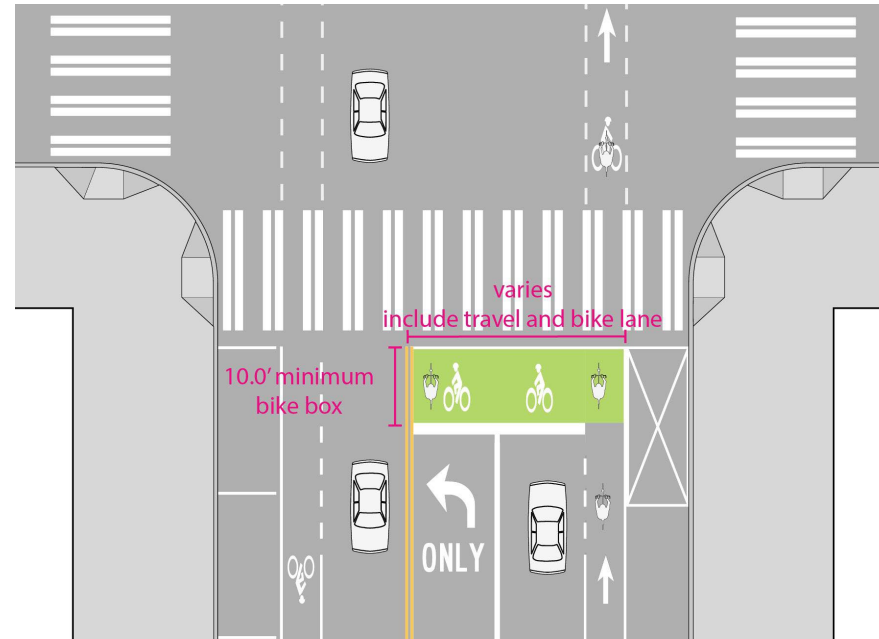 varies
include travel and bike lane
10.0’ minimum
bike box
ONLY